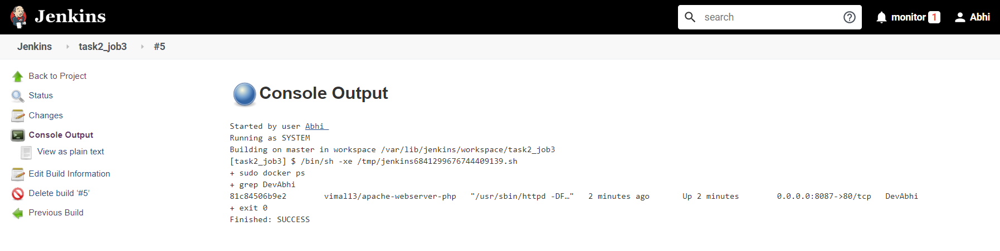 Jenkins
search
monitor 1
Abhi
Jenkins
task2_job3
#5
Back to Project
Status
Changes
Console Output
View as plain text
Edit Build Information
Delete build ‘#5’
Previous Build
Console Output
Started by user Abhi
Running as SYSTEM
Building on master in workspace /var/lib/jenkins/workspace/task2_job3
[task2_job3] $ /bin/sh -xe /tmp/jenkins6841299676744409139.sh
+ sudo docker ps
+ grep DevAbhi
81c84506b9e2 vimal13/apache-webserver-php "/usr/sbin/httpd -DF…" 2 minutes ago Up 2 minutes 0.0.0.0:8087->80/tcp DevAbhi
+ exit 0
Finished: SUCCESS